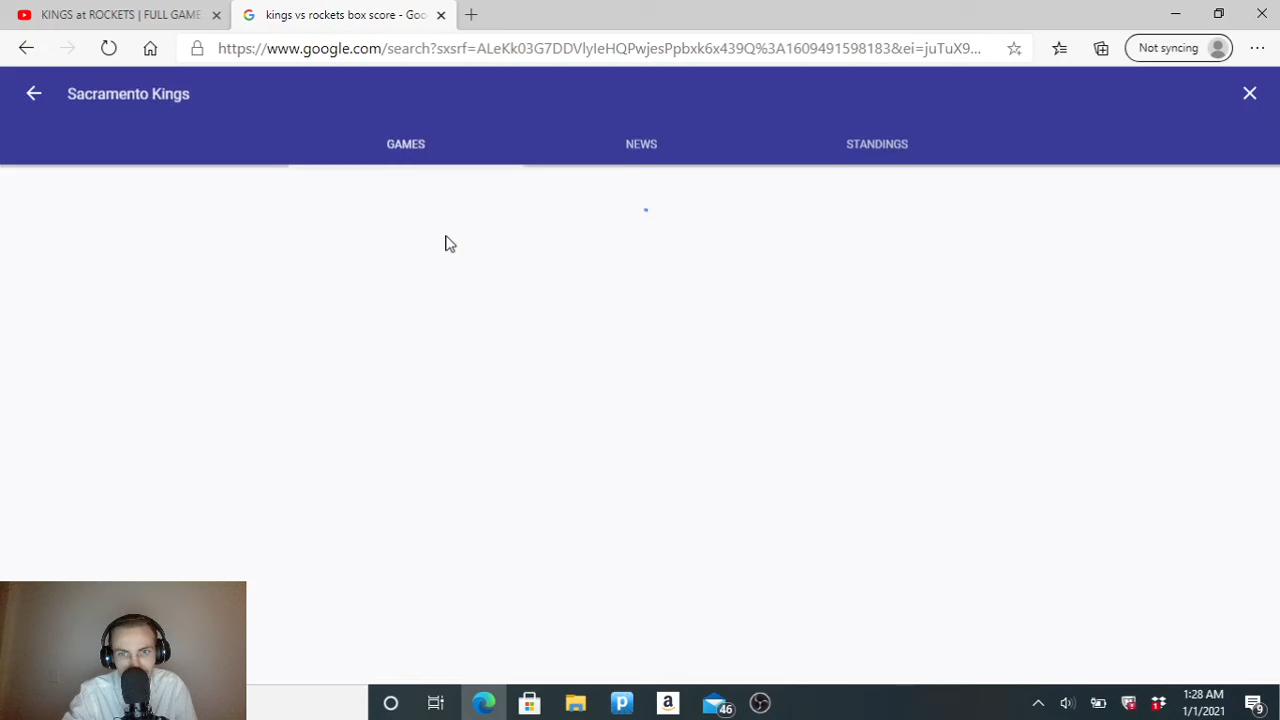 KINGS at ROCKETS | FULL GAME
kings vs rockets box score - Goo
https://www.google.com/search?sxsrf=ALeKk03G7DDVlyIeHQPwjesPpbxk6x439Q%3A1609491598183&ei=juTuX9...
Not syncing
Sacramento Kings
GAMES
NEWS
STANDINGS
46
1:28 AM
1/1/2021
9